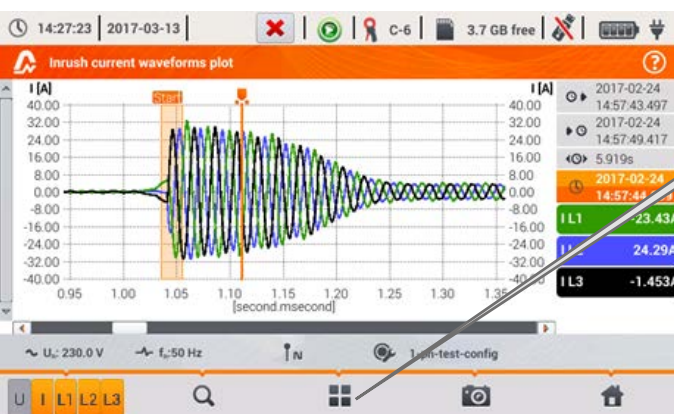 14:27:23 2017-03-13 C-6 3.7 GB free
Inrush current waveforms plot ?
I [A] Start I [A]
40.00 40.00
32.00 32.00
24.00 24.00
16.00 16.00
8.00 8.00
0.00 0.00
-8.00 -8.00
-16.00 -16.00
-24.00 -24.00
-32.00
-40.00 -40.00
0.95 1.00 1.05 1.10 1.15 1.20 1.25 1.30 1.35
[second.msecond]
2017-02-24
14:57:43.497
2017-02-24
14:57:49.417
5.919s
2017-02-24
I L1 -23.43A
24.29A
I L3 -1.453A
Uₙ: 230.0 V fₙ:50 Hz N
U I L1 L2 L3